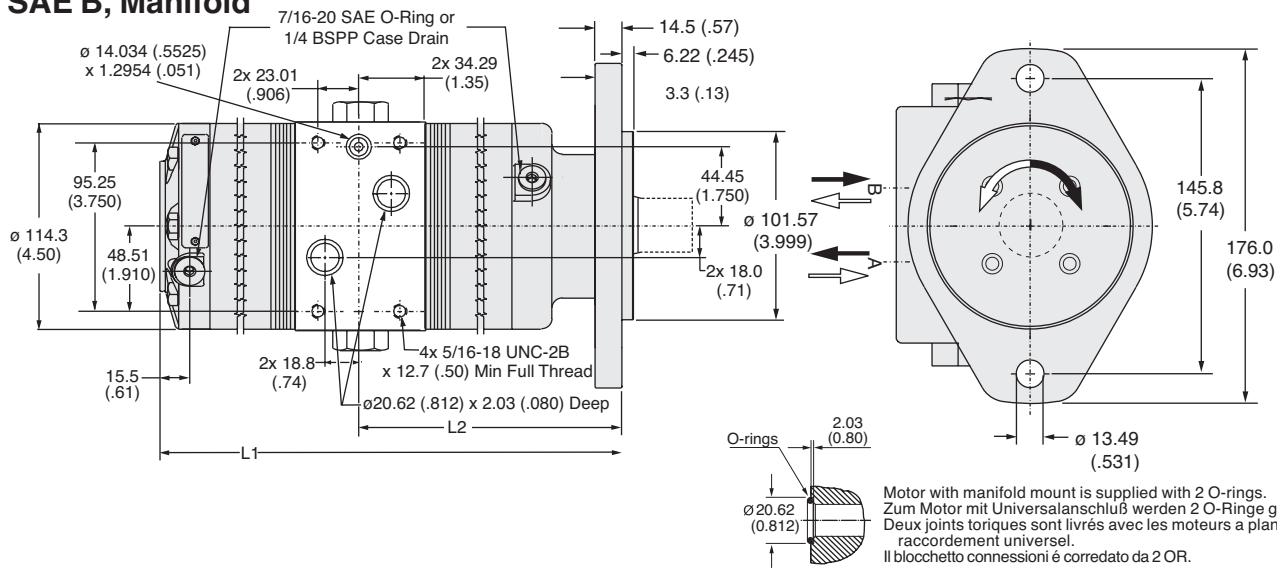 SAE B, Manifold
7/16-20 SAE O-Ring or
1/4 BSPP Case Drain
ø 14.034 (.5525)
x 1.2954 (.051)
2x 23.01
(.906)
2x 34.29
(1.35)
14.5 (.57)
6.22 (.245)
3.3 (.13)
95.25
(3.750)
ø 114.3
(4.50)
48.51
(1.910)
44.45
(1.750)
ø 101.57
(3.999)
2x 18.0
(.71)
B
A
145.8
(5.74)
176.0
(6.93)
15.5
(.61)
2x 18.8
(.74)
4x 5/16-18 UNC-2B
x 12.7 (.50) Min Full Thread
ø20.62 (.812) x 2.03 (.080) Deep
L2
L1
ø 13.49
(.531)
2.03
(0.80)
O-rings
Ø20.62
(0.812)
Motor with manifold mount is supplied with 2 O-rings.
Zum Motor mit Universalanschluß werden 2 O-Ringe g
Deux joints toriques sont livrés avec les moteurs a plan
raccordement universel.
Il blocchetto connessioni é corredato da 2 OR.